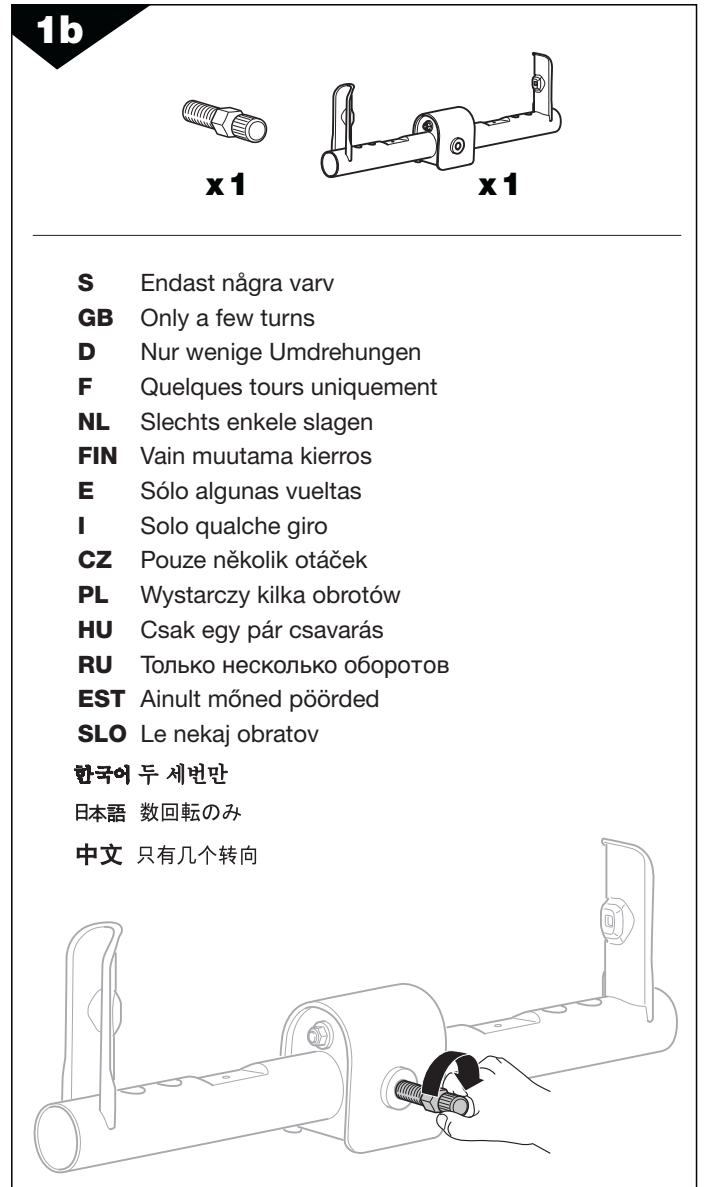 1b
x 1 x 1
S Endast några varv
GB Only a few turns
D Nur wenige Umdrehungen
F Quelques tours uniquement
NL Slechts enkele slagen
FIN Vain muutama kierros
E Sólo algunas vueltas
I Solo qualche giro
CZ Pouze několik otáček
PL Wystarczy kilka obrotów
HU Csak egy pár csavarás
RU Только несколько оборотов
EST Ainult mőned pöörded
SLO Le nekaj obratov
한국어 두 세번만
日本語 数回転のみ
中文 只有几个转向